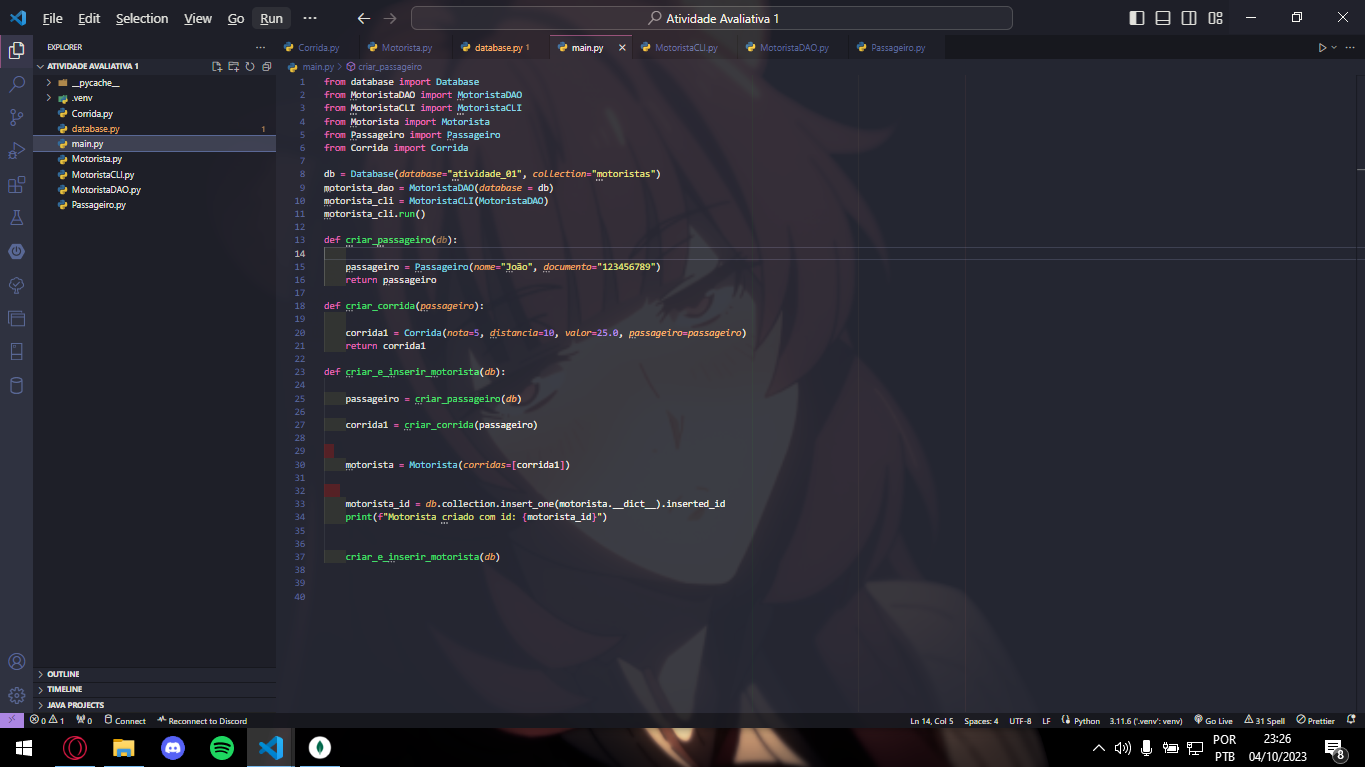 File Edit Selection View Go Run ···
Atividade Avaliativa 1
EXPLORER
ATIVIDADE AVALIATIVA 1
__pycache__
.venv
Corrida.py
database.py 1
main.py
Motorista.py
MotoristaCLI.py
MotoristaDAO.py
Passageiro.py
OUTLINE
TIMELINE
JAVA PROJECTS
Corrida.py Motorista.py database.py 1 main.py MotoristaCLI.py MotoristaDAO.py Passageiro.py
main.py > criar_passageiro
1 from database import Database
2 from MotoristaDAO import MotoristaDAO
3 from MotoristaCLI import MotoristaCLI
4 from Motorista import Motorista
5 from Passageiro import Passageiro
6 from Corrida import Corrida
7
8 db = Database(database="atividade_01", collection="motoristas")
9 motorista_dao = MotoristaDAO(database = db)
10 motorista_cli = MotoristaCLI(MotoristaDAO)
11 motorista_cli.run()
12
13 def criar_passageiro(db):
14
15 passageiro = Passageiro(nome="João", documento="123456789")
16 return passageiro
17
18 def criar_corrida(passageiro):
19
20 corrida1 = Corrida(nota=5, distancia=10, valor=25.0, passageiro=passageiro)
21 return corrida1
22
23 def criar_e_inserir_motorista(db):
24
25 passageiro = criar_passageiro(db)
26
27 corrida1 = criar_corrida(passageiro)
28
29
30 motorista = Motorista(corridas=[corrida1])
31
32
33 motorista_id = db.collection.insert_one(motorista.__dict__).inserted_id
34 print(f"Motorista criado com id: {motorista_id}")
35
36
37 criar_e_inserir_motorista(db)
38
39
40
0 1 0 Connect Reconnect to Discord
Ln 14, Col 5 Spaces: 4 UTF-8 LF Python 3.11.6 ('.venv': venv) Go Live 31 Spell Prettier
POR
PTB
23:26
04/10/2023
8